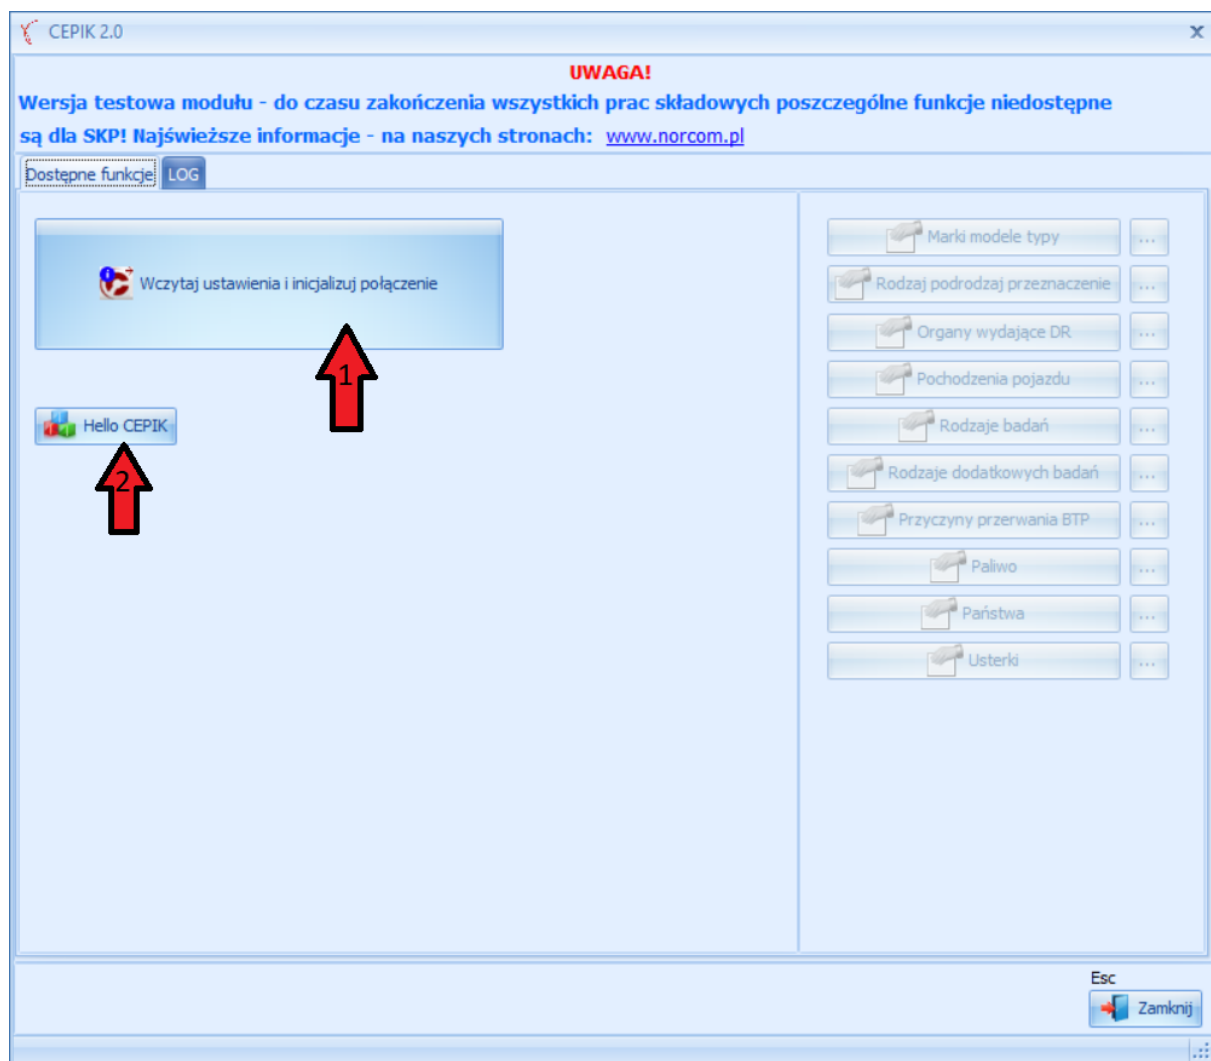 CEPIK 2.0
UWAGA!
Wersja testowa modułu - do czasu zakończenia wszystkich prac składowych poszczególne funkcje niedostępne
są dla SKP! Najświeższe informacje - na naszych stronach: www.norcom.pl
Dostępne funkcje LOG
Wczytaj ustawienia i inicjalizuj połączenie
1
Hello CEPIK
2
Marki modele typy ...
Rodzaj podrodzaj przeznaczenie ...
Organy wydające DR ...
Pochodzenia pojazdu ...
Rodzaje badań ...
Rodzaje dodatkowych badań ...
Przyczyny przerwania BTP ...
Paliwo ...
Państwa ...
Usterki ...
Esc
Zamknij